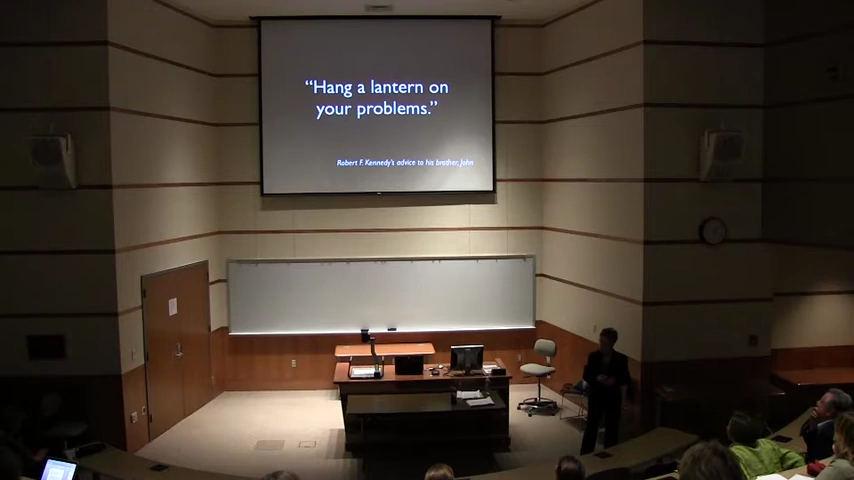 “Hang a lantern on
your problems.”
Robert F. Kennedy's advice to his brother, John